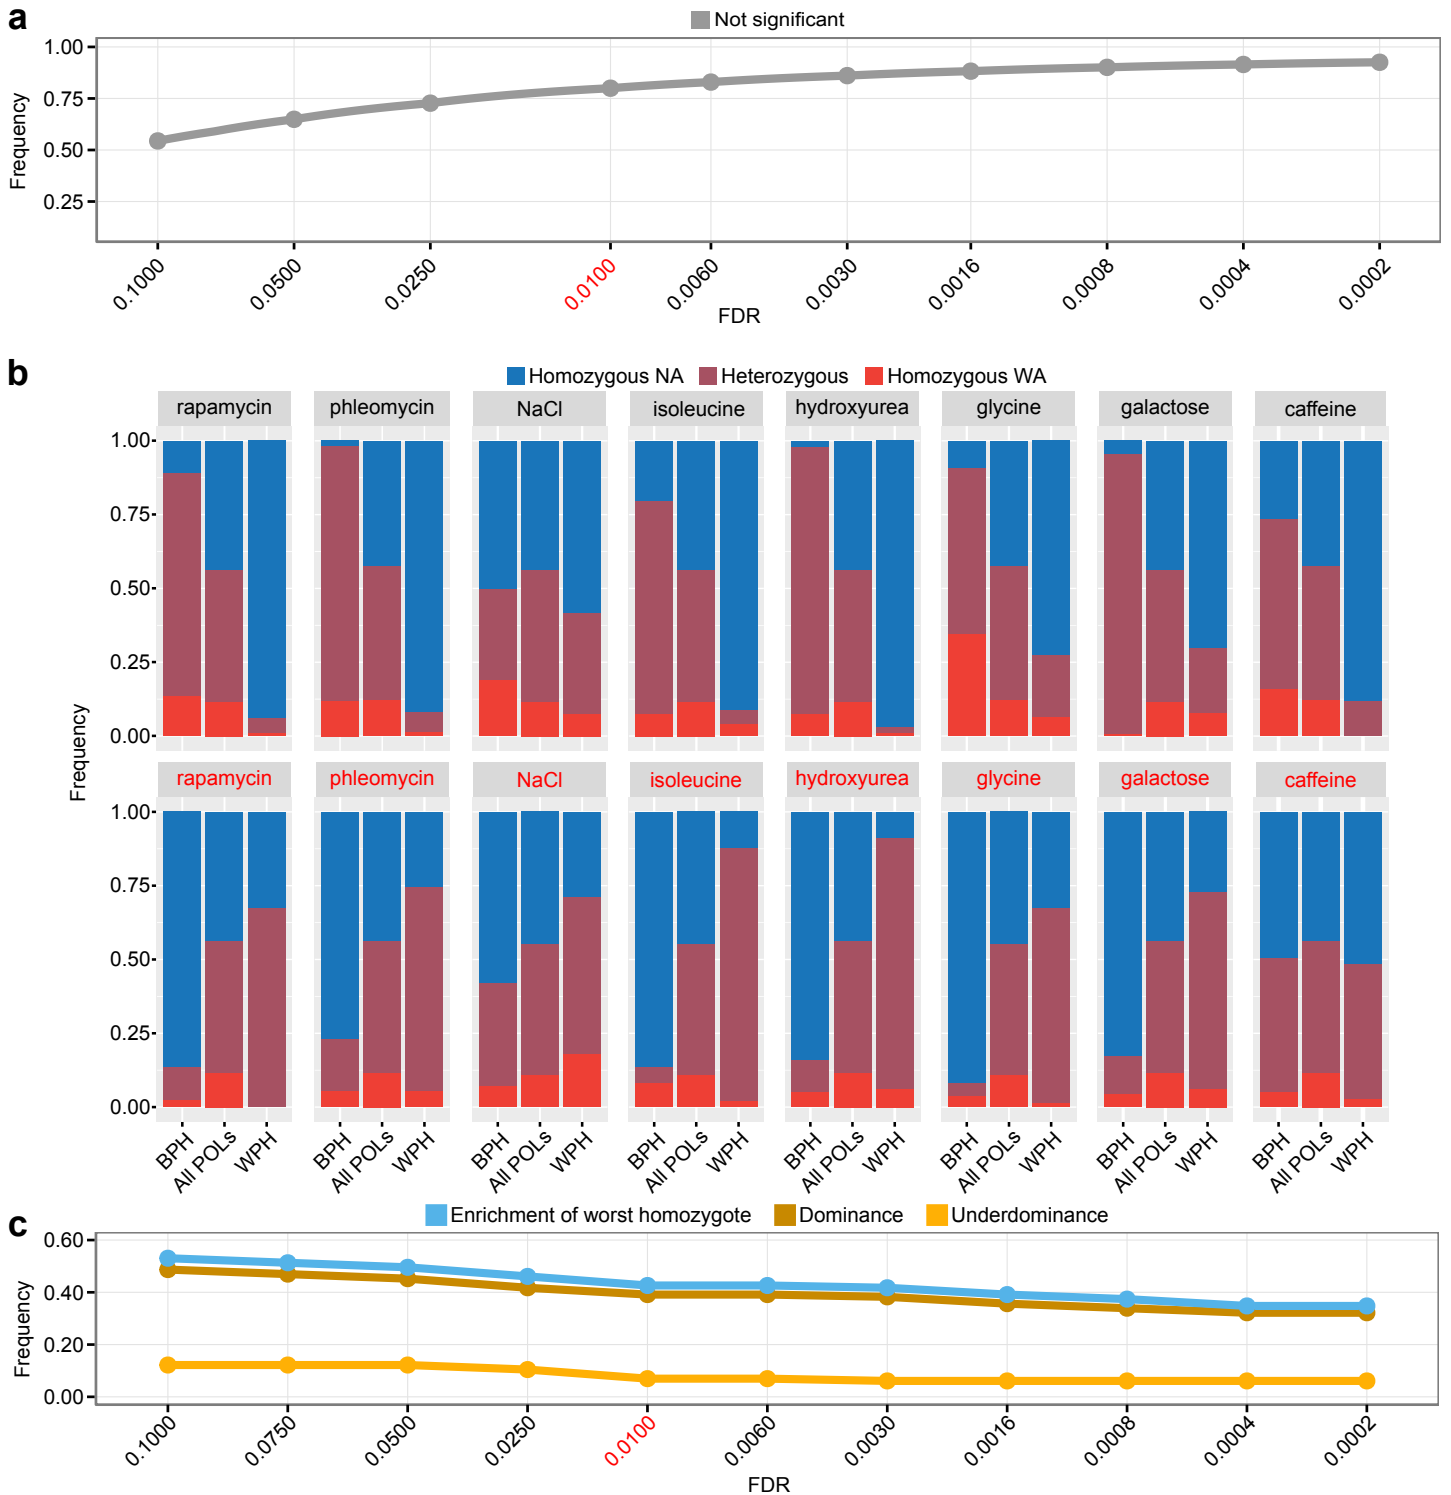 a
Not significant
1.00
0.75
0.50
0.25
Frequency
0.1000 0.0500 0.0250 0.0100 0.0060 0.0030 0.0016 0.0008 0.0004 0.0002
FDR
b
Homozygous NA Heterozygous Homozygous WA
rapamycin phleomycin NaCl isoleucine hydroxyurea glycine galactose caffeine
1.00
0.75
0.50
0.25
0.00
Frequency
rapamycin phleomycin NaCl isoleucine hydroxyurea glycine galactose caffeine
1.00
0.75
0.50
0.25
0.00
BPH All POLs WPH BPH All POLs WPH BPH All POLs WPH BPH All POLs WPH BPH All POLs WPH BPH All POLs WPH BPH All POLs WPH BPH All POLs WPH
c
Enrichment of worst homozygote Dominance Underdominance
0.60
0.40
0.20
0.00
Frequency
0.1000 0.0750 0.0500 0.0250 0.0100 0.0060 0.0030 0.0016 0.0008 0.0004 0.0002
FDR